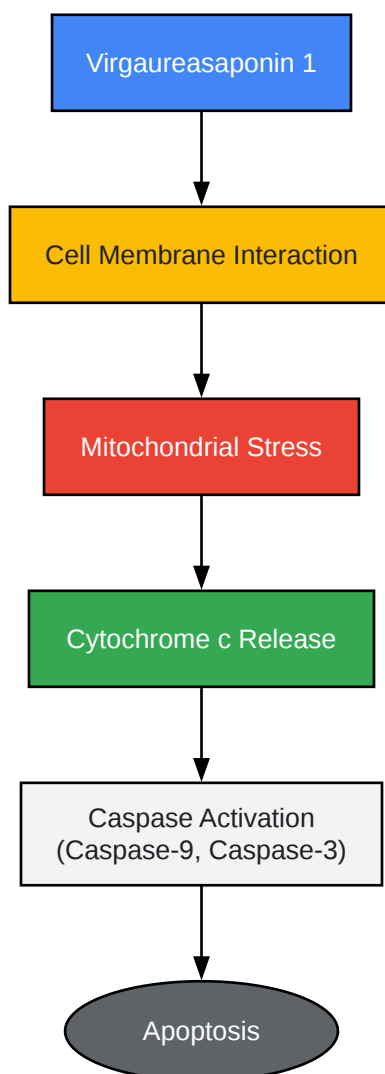 Virgaureasaponin 1
Cell Membrane Interaction
Mitochondrial Stress
Cytochrome c Release
Caspase Activation
(Caspase-9, Caspase-3)
Apoptosis